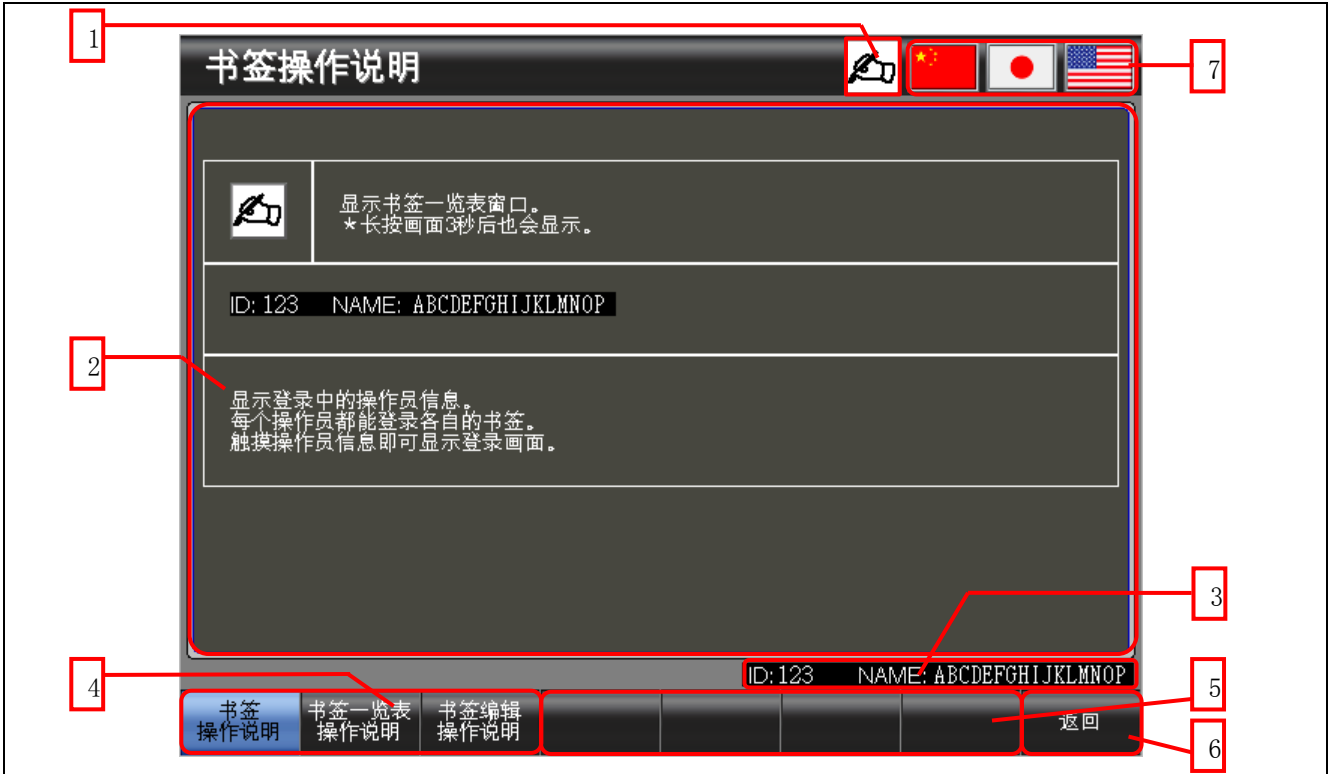 1
书签操作说明
7
显示书签一览表窗口。
*长按画面3秒后也会显示。
ID: 123 NAME: ABCDEFGHIJKLMNOP
2
显示登录中的操作员信息。
每个操作员都能登录各自的书签。
触摸操作员信息即可显示登录画面。
3
ID: 123 NAME: ABCDEFGHIJKLMNOP
4
5
书签
操作说明
书签一览表
操作说明
书签编辑
操作说明
返回
6